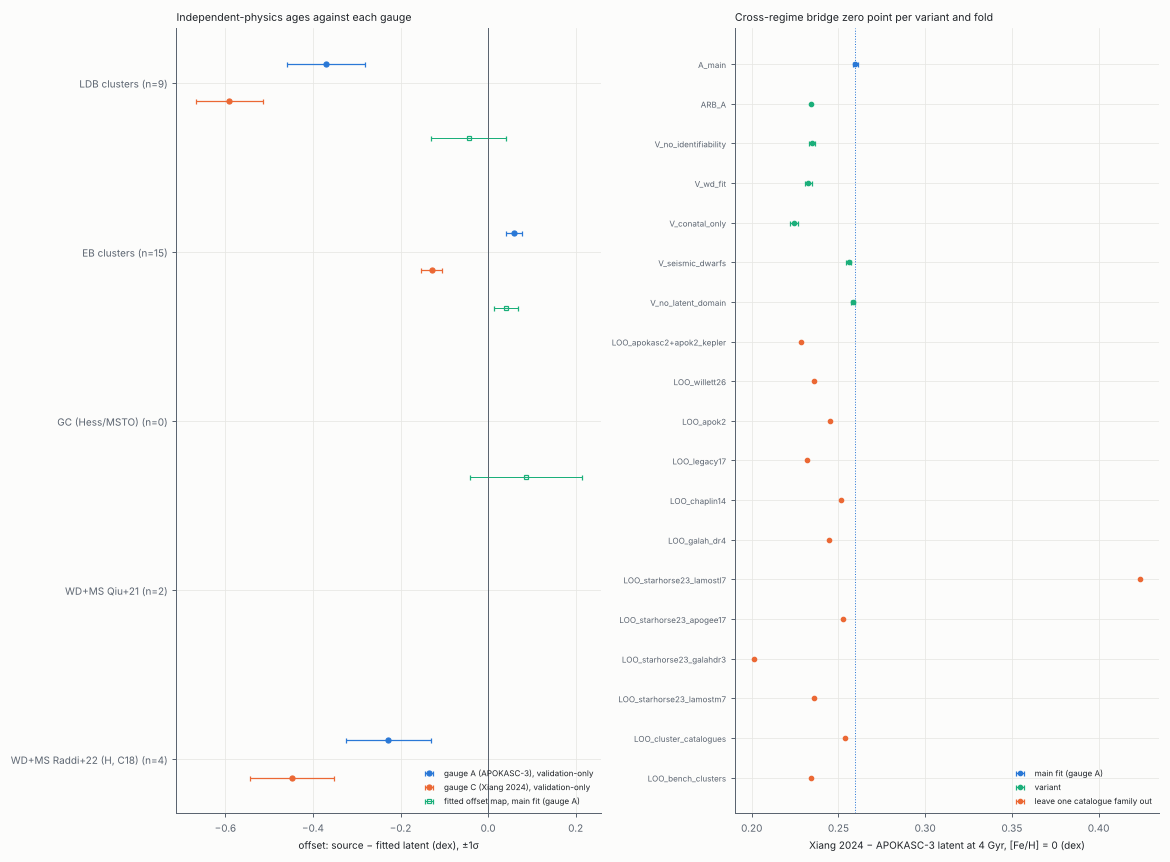 Independent-physics ages against each gauge
LDB clusters (n=9)
EB clusters (n=15)
GC (Hess/MSTO) (n=0)
WD+MS Qiu+21 (n=2)
WD+MS Raddi+22 (H, C18) (n=4)
gauge A (APOKASC-3), validation-only
gauge C (Xiang 2024), validation-only
fitted offset map, main fit (gauge A)
−0.6 −0.4 −0.2 0.0 0.2
offset: source − fitted latent (dex), ±1σ
Cross-regime bridge zero point per variant and fold
A_main
ARB_A
V_no_identifiability
V_wd_fit
V_conatal_only
V_seismic_dwarfs
V_no_latent_domain
LOO_apokasc2+apok2_kepler
LOO_willett26
LOO_apok2
LOO_legacy17
LOO_chaplin14
LOO_galah_dr4
LOO_starhorse23_lamostl7
LOO_starhorse23_apogee17
LOO_starhorse23_galahdr3
LOO_starhorse23_lamostm7
LOO_cluster_catalogues
LOO_bench_clusters
main fit (gauge A)
variant
leave one catalogue family out
0.20 0.25 0.30 0.35 0.40
Xiang 2024 − APOKASC-3 latent at 4 Gyr, [Fe/H] = 0 (dex)